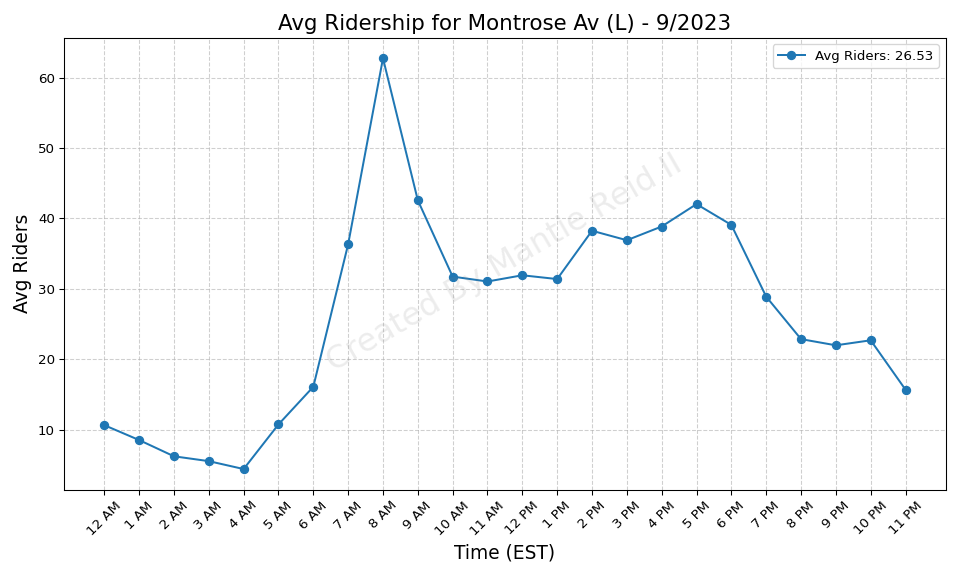 Avg Ridership for Montrose Av (L) - 9/2023
Avg Riders: 26.53
60
50
40
30
20
10
Avg Riders
Created By Mantie Reid II
12 AM
1 AM
2 AM
3 AM
4 AM
5 AM
6 AM
7 AM
8 AM
9 AM
10 AM
11 AM
12 PM
1 PM
2 PM
3 PM
4 PM
5 PM
6 PM
7 PM
8 PM
9 PM
10 PM
11 PM
Time (EST)